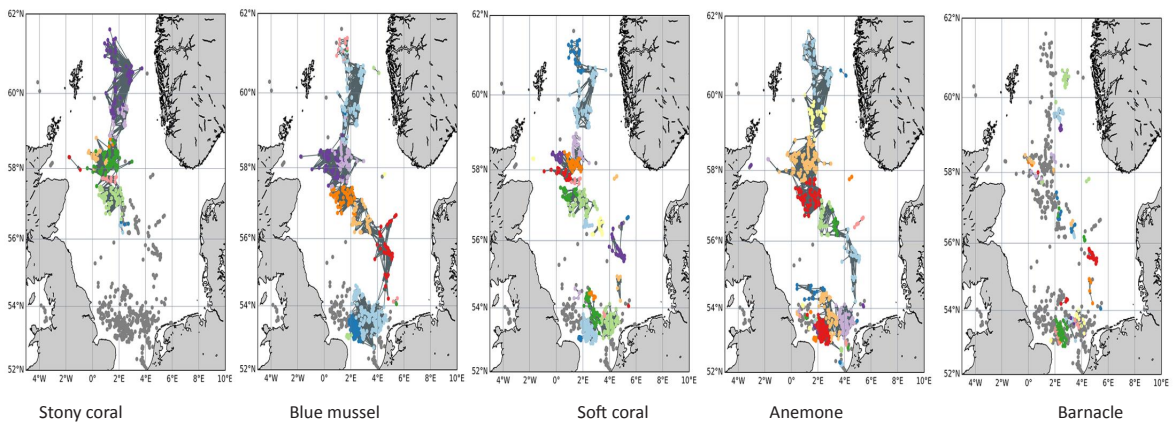 62°N 62°N 62°N 62°N 62°N
60°N 60°N 60°N 60°N 60°N
58°N 58°N 58°N 58°N 58°N
56°N 56°N 56°N 56°N 56°N
54°N 54°N 54°N 54°N 54°N
52°N 52°N 52°N 52°N 52°N
4°W 2°W 0° 2°E 4°E 6°E 8°E 10°E 4°W 2°W 0° 2°E 4°E 6°E 8°E 10°E 4°W 2°W 0° 2°E 4°E 6°E 8°E 10°E 4°W 2°W 0° 2°E 4°E 6°E 8°E 10°E 4°W 2°W 0° 2°E 4°E 6°E 8°E 10°E
Stony coral Blue mussel Soft coral Anemone Barnacle